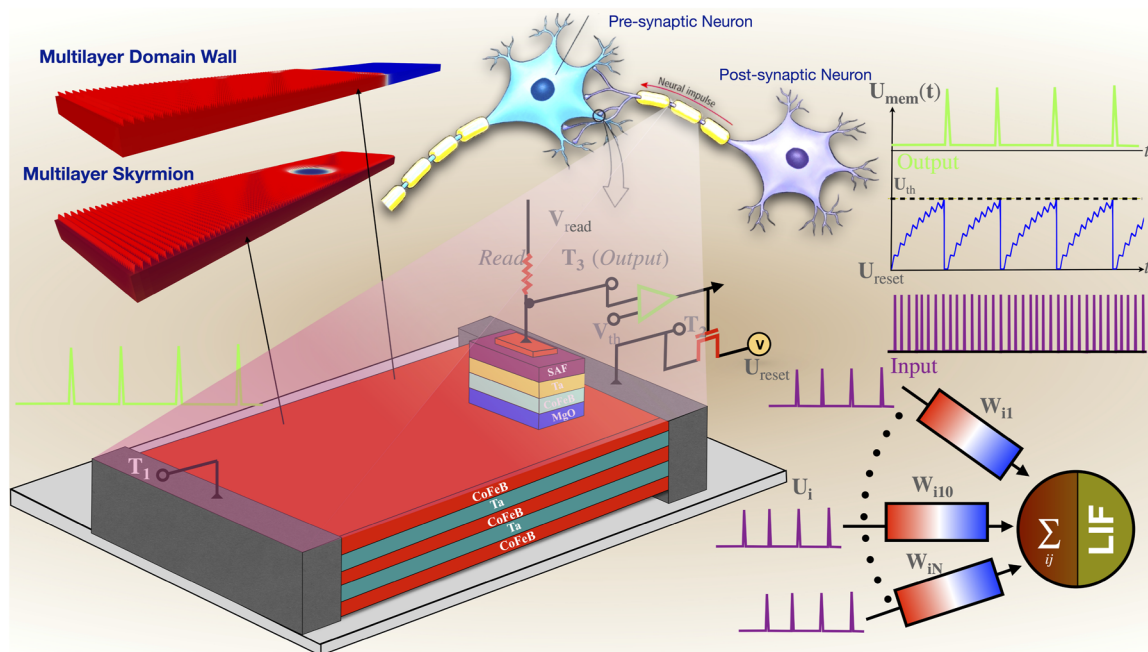 Pre-synaptic Neuron
Multilayer Domain Wall
Post-synaptic Neuron
Neural impulse
U_mem(t)
Output
t
U_th
Multilayer Skyrmion
V_read
Read
T_3 (Output)
U_reset
t
V_th
V
U_reset
Input
SAF
Ta
CoFeB
MgO
W_i1
T_1
CoFeB
Ta
CoFeB
Ta
CoFeB
U_i
W_i10
∑
ij
LIF
W_iN